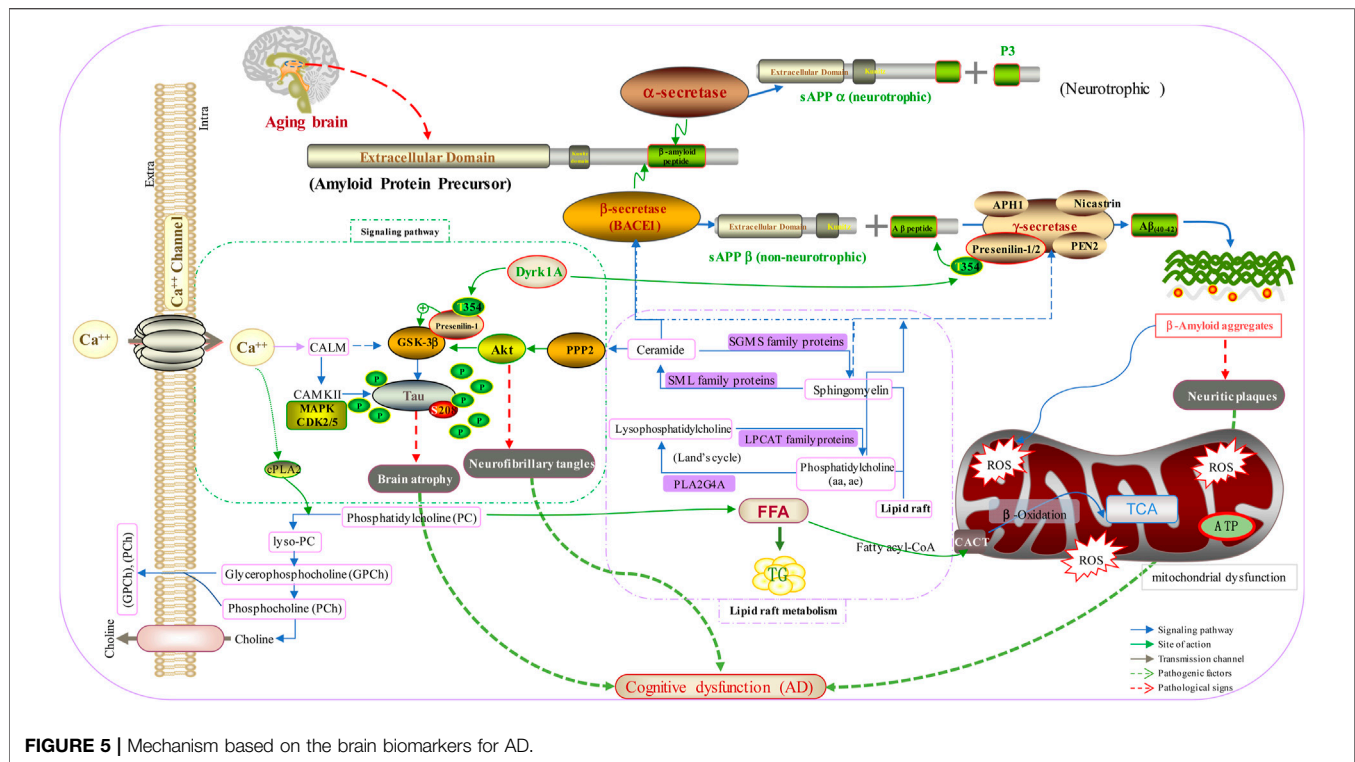 P3
Extracellular Domain
α-secretase
sAPP α (neurotrophic)
(Neurotrophic )
Aging brain
Extra
Intra
Extracellular Domain
β-amyloid
peptide
(Amyloid Protein Precursor)
β-secretase
(BACE1)
Extracellular Domain
Aβ peptide
sAPP β (non-neurotrophic)
APH1
Nicastrin
γ-secretase
Presenilin-1/2
PEN2
T354
Aβ(40-42)
β-Amyloid aggregates
Neuritic plaques
Signaling pathway
Dyrk1A
T354
Presenilin-1
GSK-3β
Akt
PPP2
Ca++ Channel
Ca++
Ca++
CALM
CAMKII
MAPK
CDK2/5
Tau
P
P
P
P
P
P
P
cPLA2
Brain atrophy
Neurofibrillary tangles
Ceramide
SGMS family proteins
SML family proteins
Sphingomyelin
Lysophosphatidylcholine
LPCAT family proteins
(Land's cycle)
Phosphatidylcholine
(aa, ae)
PLA2G4A
Lipid raft
FFA
TG
Fatty acyl-CoA
Lipid raft metabolism
ROS
ROS
ROS
β-Oxidation
TCA
ATP
CACT
mitochondrial dysfunction
Phosphatidylcholine (PC)
lyso-PC
Glycerophosphocholine (GPCh)
Phosphocholine (PCh)
(GPCh), (PCh)
Choline
Choline
Cognitive dysfunction (AD)
Signaling pathway
Site of action
Transmission channel
Pathogenic factors
Pathological signs
FIGURE 5 | Mechanism based on the brain biomarkers for AD.